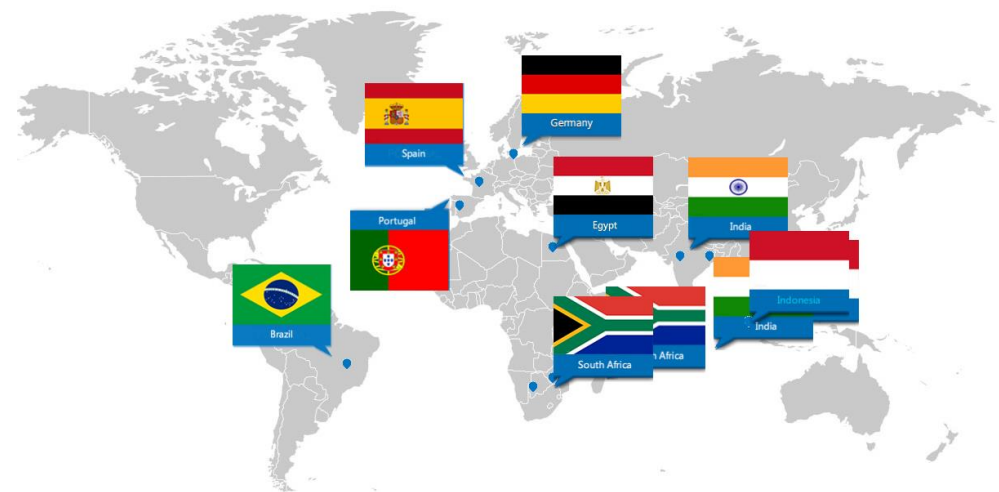 Germany
Spain
Portugal
Egypt
India
Brazil
Indonesia
India
South Africa
Africa